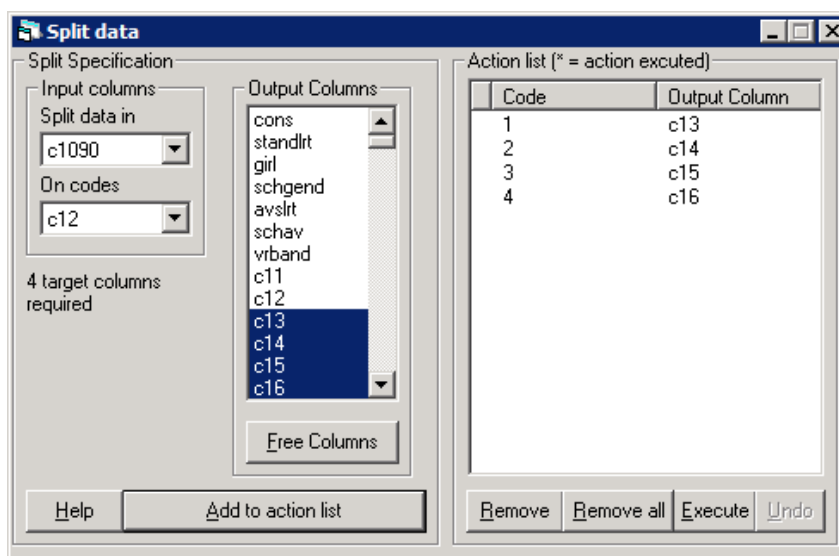 Split data
Split Specification
Input columns
Split data in
c1090
On codes
c12
4 target columns
required
Output Columns
cons
standlrt
girl
schgend
avslrt
schav
vrband
c11
c12
c13
c14
c15
c16
Free Columns
Help
Add to action list
Action list (* = action excuted)
Code Output Column
1 c13
2 c14
3 c15
4 c16
Remove Remove all Execute Undo